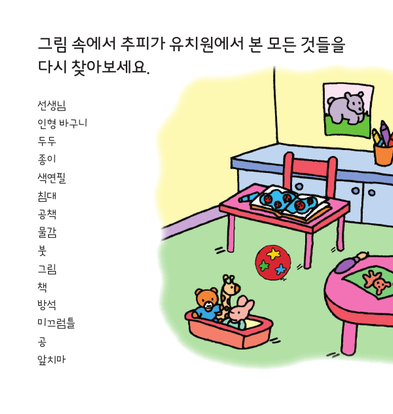 그림 속에서 추피가 유치원에서 본 모든 것들을
다시 찾아보세요.
선생님
인형 바구니
두두
종이
색연필
침대
공책
물감
붓
그림
책
방석
미끄럼틀
공
앞치마